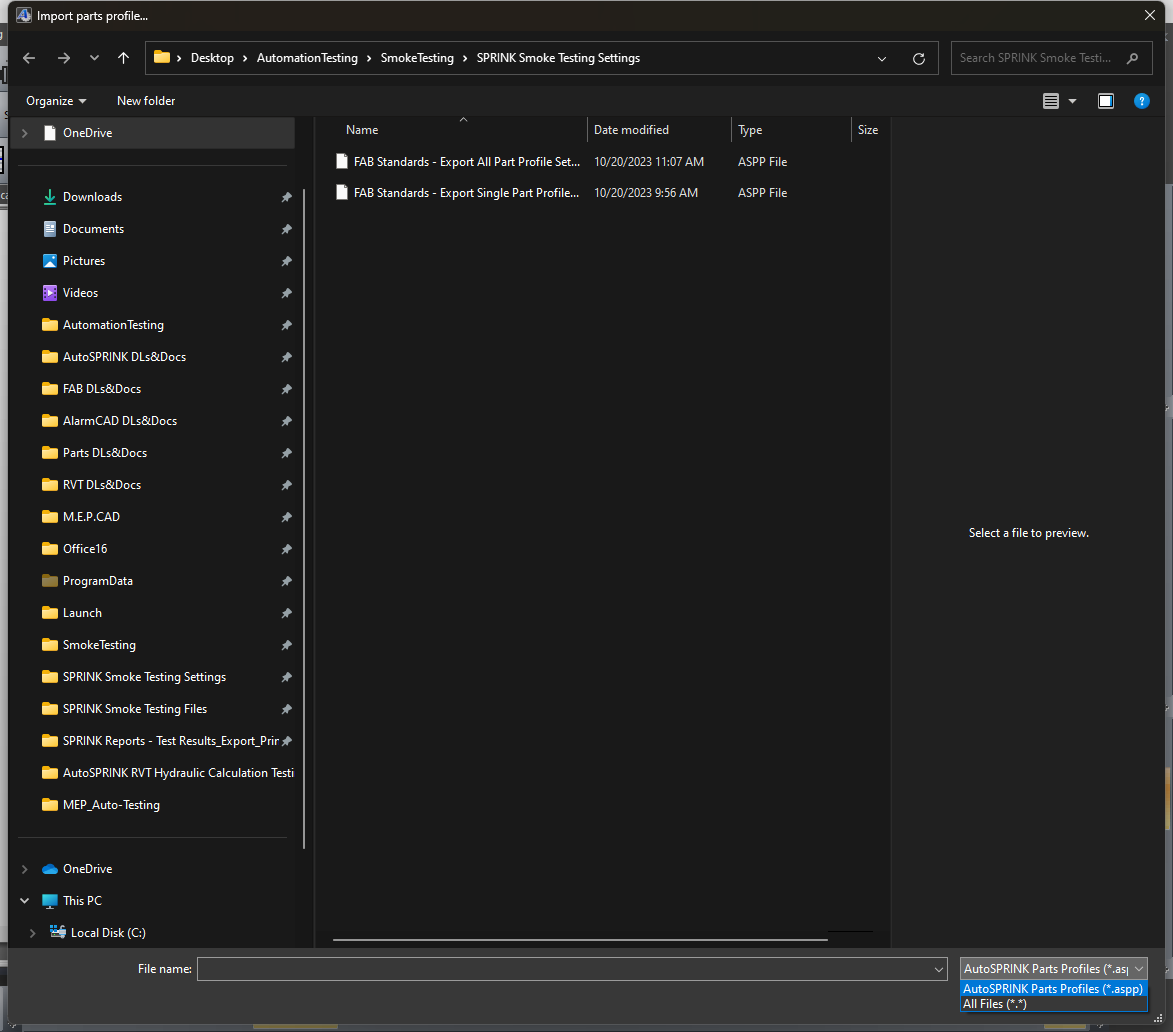 Import parts profile...
Desktop > AutomationTesting > SmokeTesting > SPRINK Smoke Testing Settings
Search SPRINK Smoke Testi...
Organize
New folder
OneDrive
Name
Date modified
Type
Size
FAB Standards - Export All Part Profile Set... 10/20/2023 11:07 AM ASPP File
FAB Standards - Export Single Part Profile... 10/20/2023 9:56 AM ASPP File
Downloads
Documents
Pictures
Videos
AutomationTesting
AutoSPRINK DLs&Docs
FAB DLs&Docs
AlarmCAD DLs&Docs
Parts DLs&Docs
RVT DLs&Docs
M.E.P.CAD
Office16
ProgramData
Launch
SmokeTesting
SPRINK Smoke Testing Settings
SPRINK Smoke Testing Files
SPRINK Reports - Test Results_Export_Prin
AutoSPRINK RVT Hydraulic Calculation Testi
MEP_Auto-Testing
OneDrive
This PC
Local Disk (C:)
Select a file to preview.
File name:
AutoSPRINK Parts Profiles (*.asp
AutoSPRINK Parts Profiles (*.aspp)
All Files (*.*)